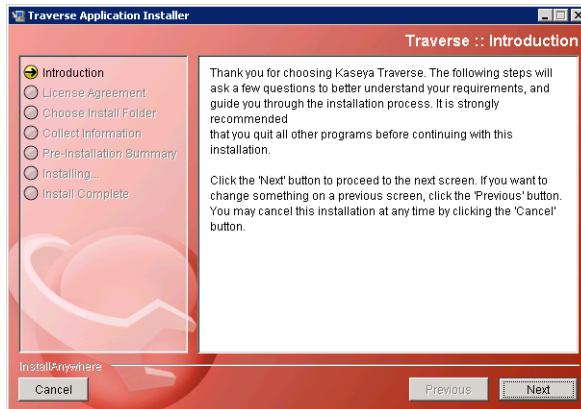 Traverse Application Installer
Traverse :: Introduction
Introduction
License Agreement
Choose Install Folder
Collect Information
Pre-Installation Summary
Installing...
Install Complete
Thank you for choosing Kaseya Traverse. The following steps will
ask a few questions to better understand your requirements, and
guide you through the installation process. It is strongly
recommended
that you quit all other programs before continuing with this
installation.
Click the 'Next' button to proceed to the next screen. If you want to
change something on a previous screen, click the 'Previous' button.
You may cancel this installation at any time by clicking the 'Cancel'
button.
InstallAnywhere
Cancel
Previous
Next